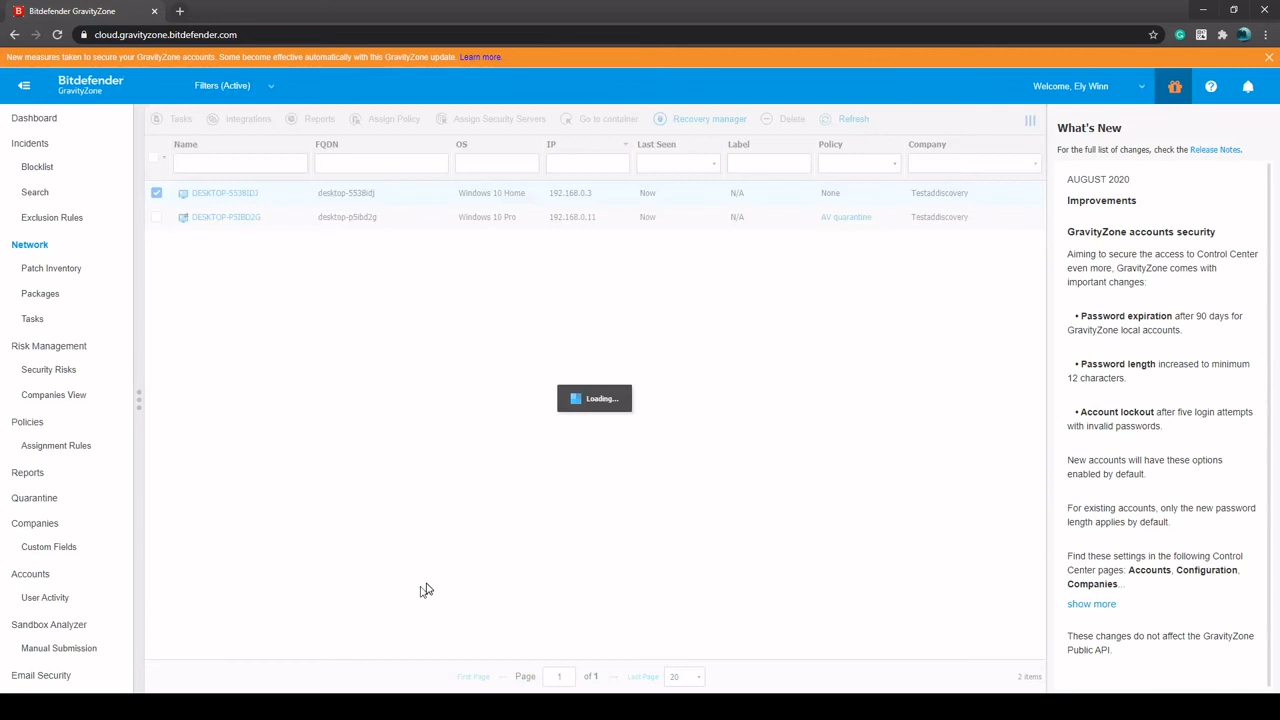 Bitdefender GravityZone
cloud.gravityzone.bitdefender.com
New measures taken to secure your GravityZone accounts. Some become effective automatically with this GravityZone update. Learn more.
Bitdefender
GravityZone
Filters (Active)
Welcome, Ely Winn
Dashboard
Incidents
Blocklist
Search
Exclusion Rules
Network
Patch Inventory
Packages
Tasks
Risk Management
Security Risks
Companies View
Policies
Assignment Rules
Reports
Quarantine
Companies
Custom Fields
Accounts
User Activity
Sandbox Analyzer
Manual Submission
Email Security
Tasks Integrations Reports Assign Policy Assign Security Servers Go to container Recovery manager Delete Refresh
Name FQDN OS IP Last Seen Label Policy Company
DESKTOP-5538IDJ desktop-5538idj Windows 10 Home 192.168.0.3 Now N/A None Testaddiscovery
DESKTOP-P5IBD2G desktop-p5ibd2g Windows 10 Pro 192.168.0.11 Now N/A AV quarantine Testaddiscovery
Loading...
First Page Page 1 of 1 Last Page 20 2 items
What's New
For the full list of changes, check the Release Notes.
AUGUST 2020
Improvements
GravityZone accounts security
Aiming to secure the access to Control Center
even more, GravityZone comes with
important changes:
• Password expiration after 90 days for
GravityZone local accounts.
• Password length increased to minimum
12 characters.
• Account lockout after five login attempts
with invalid passwords.
New accounts will have these options
enabled by default.
For existing accounts, only the new password
length applies by default.
Find these settings in the following Control
Center pages: Accounts, Configuration,
Companies...
show more
These changes do not affect the GravityZone
Public API.